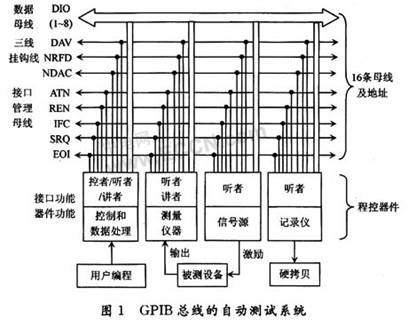 数据 DIO
母线 (1~8)
三线 DAV
挂钩线 NRFD
NDAC
接口 ATN
管理 REN
母线 IFC
SRQ
EOI
16条母线
及地址
接口功能
器件功能
控者/听者/
讲者
控制和
数据处理
听者
讲者
测量
仪器
听者
信号源
听者
记录仪
程控器件
输出
激励
用户编程
被测设备
硬拷贝
图 1 GPIB 总线的自动测试系统